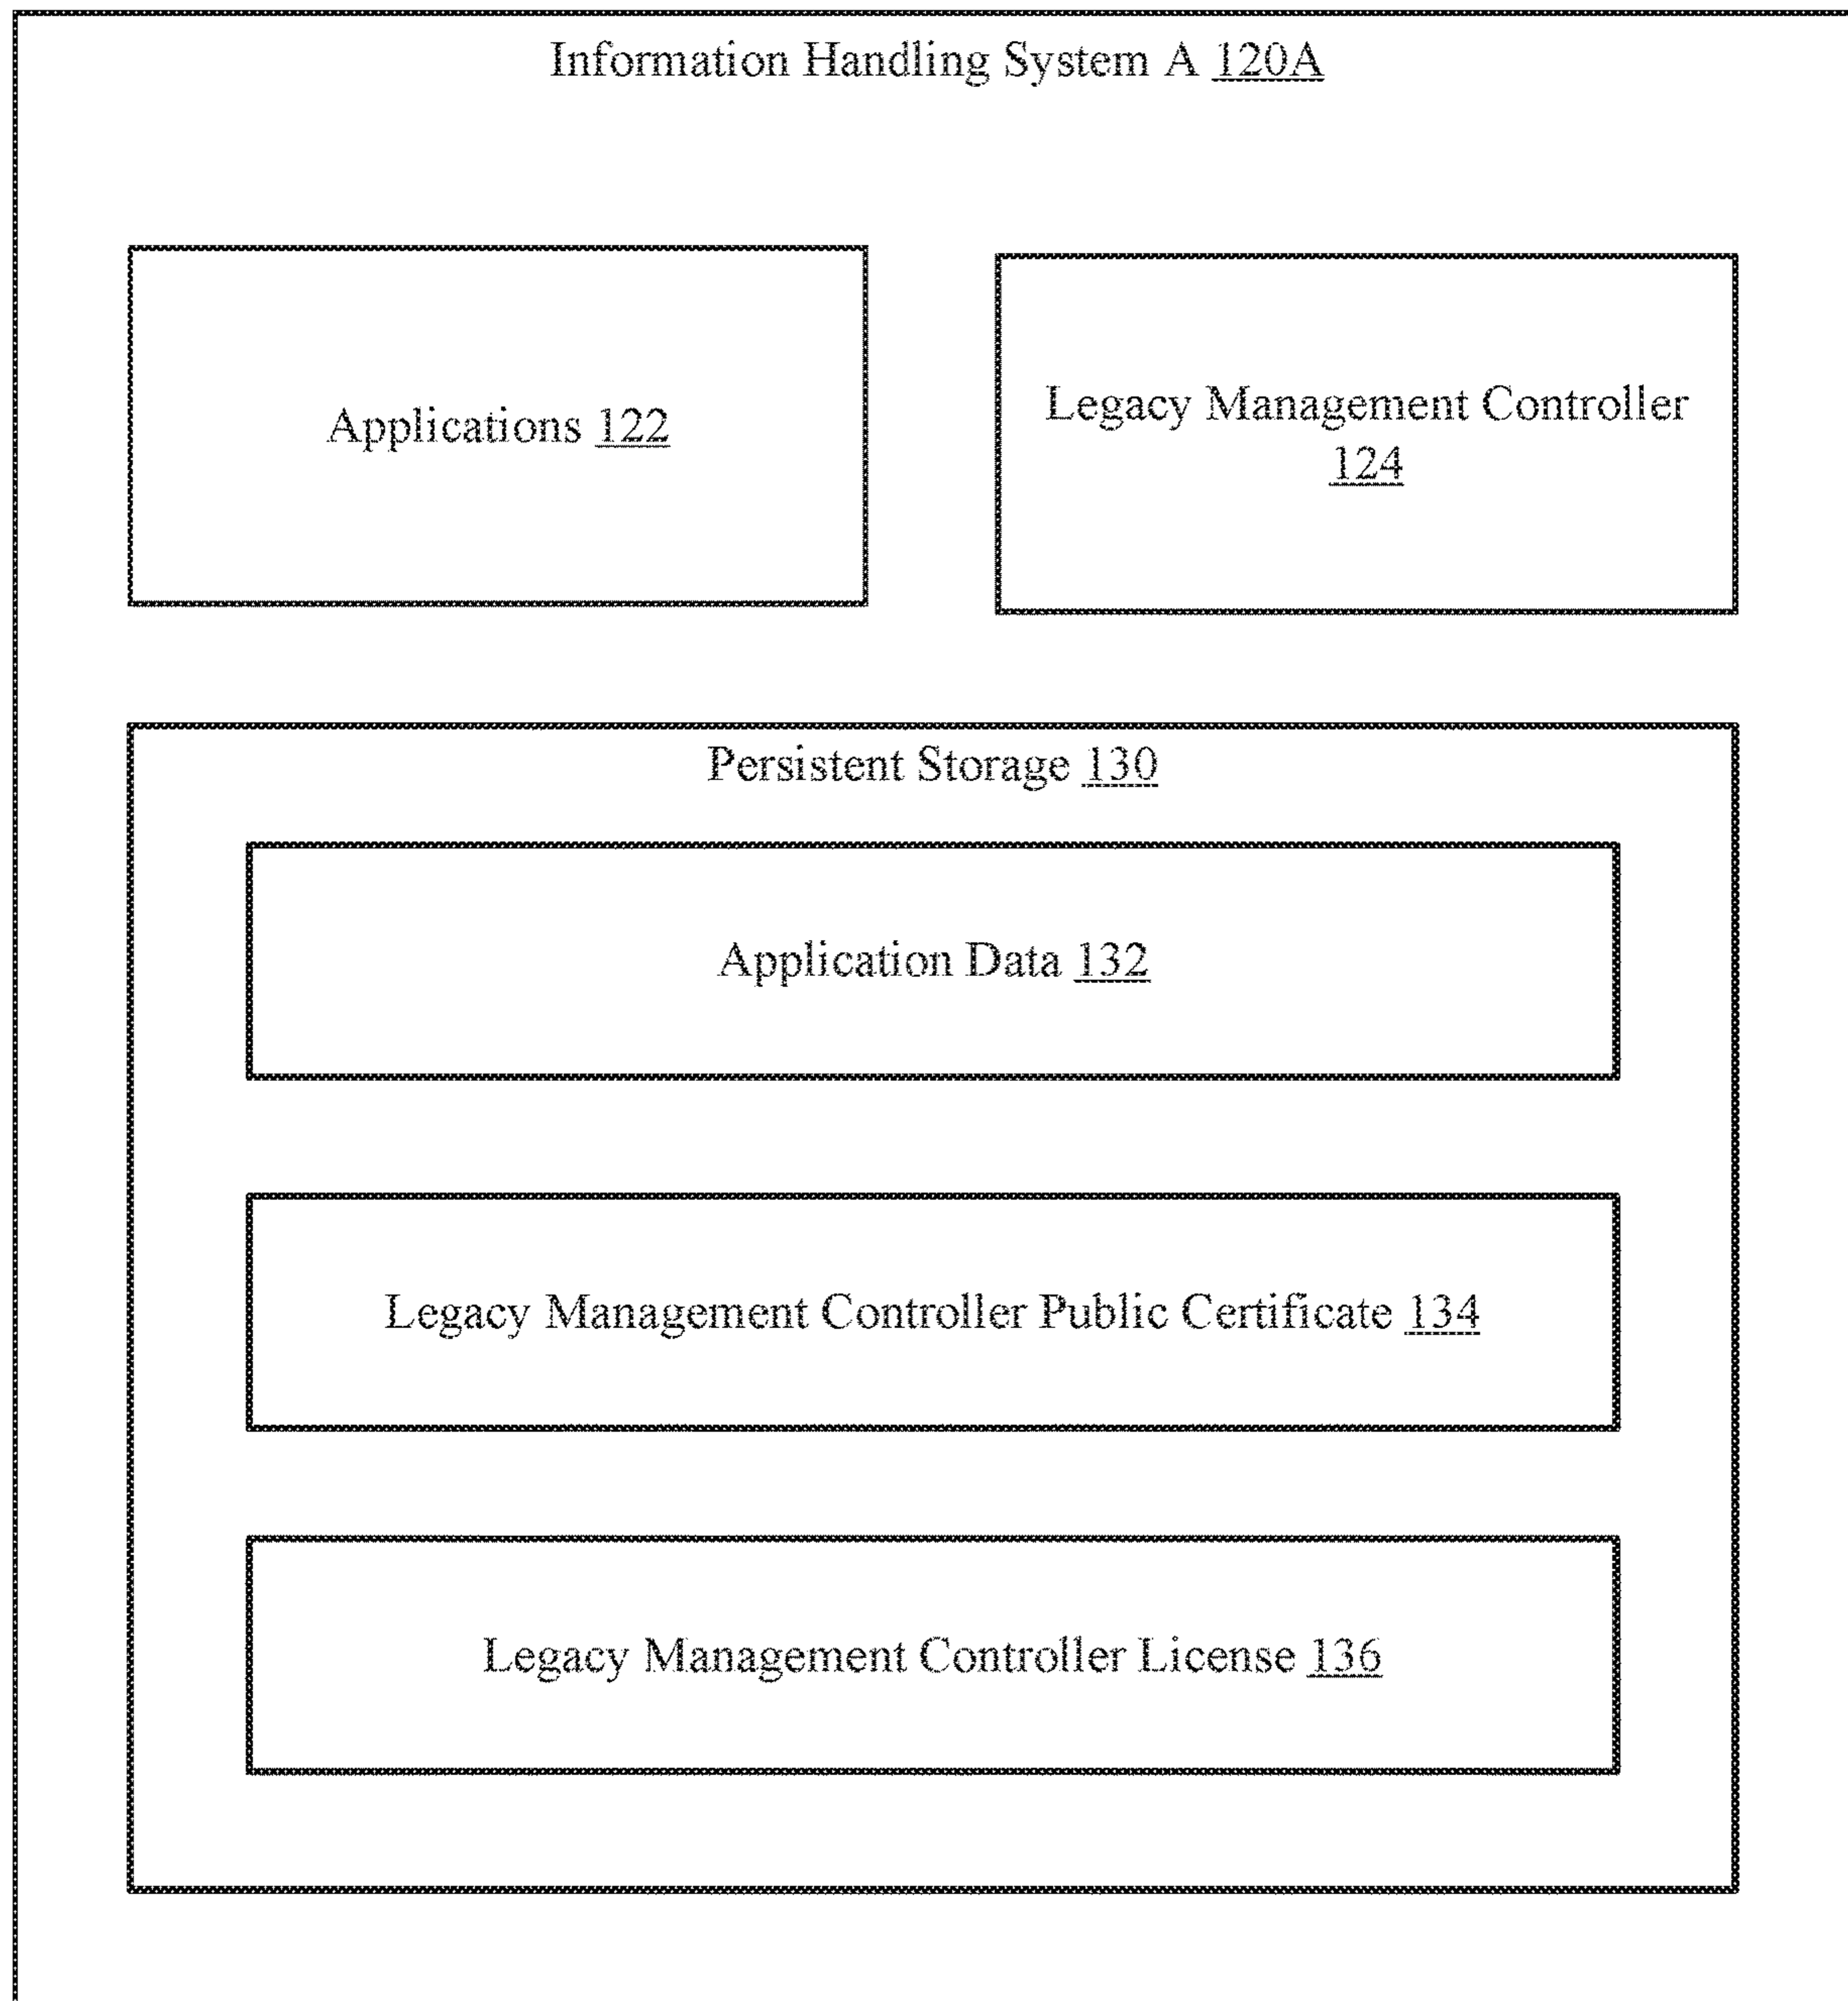 Information Handling System A 120A
Applications 122
Legacy Management Controller
124
Persistent Storage 130
Application Data 132
Legacy Management Controller Public Certificate 134
Legacy Management Controller License 136